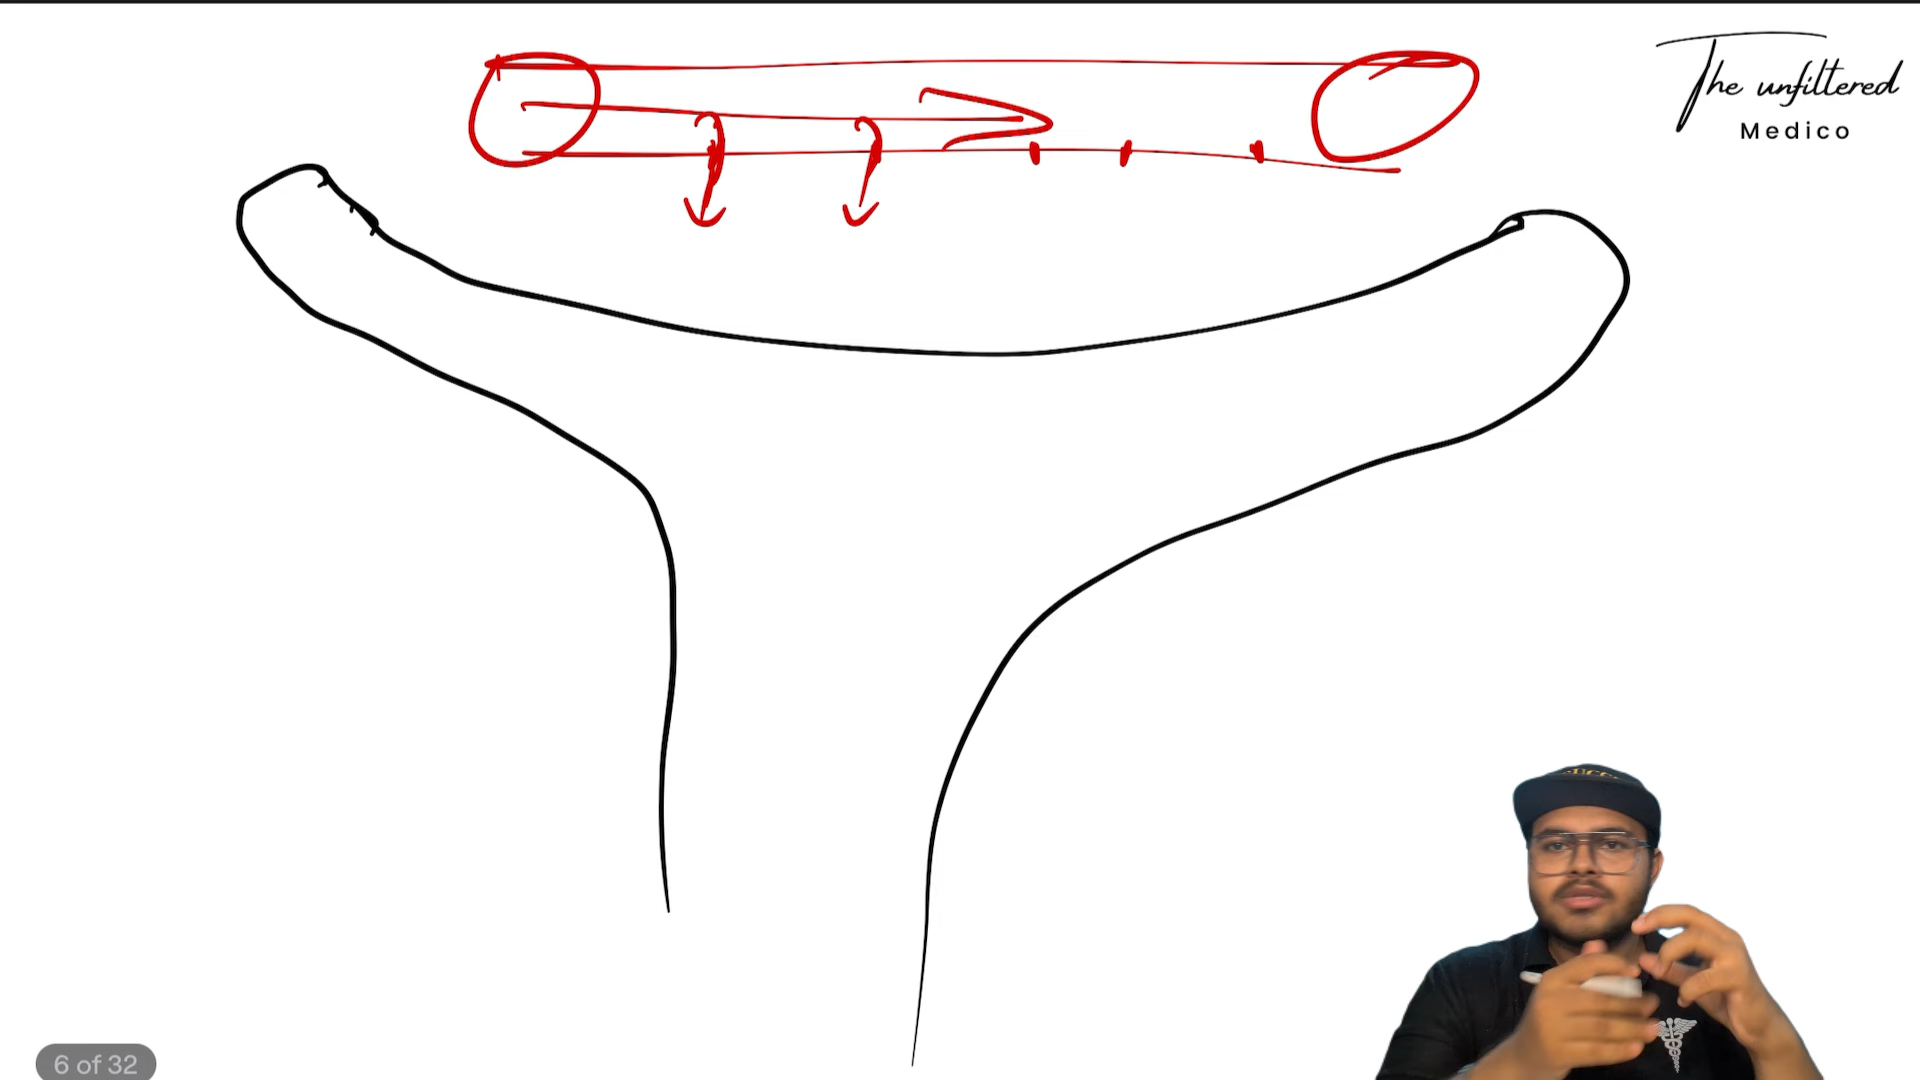 The unfiltered
Medico
6 of 32